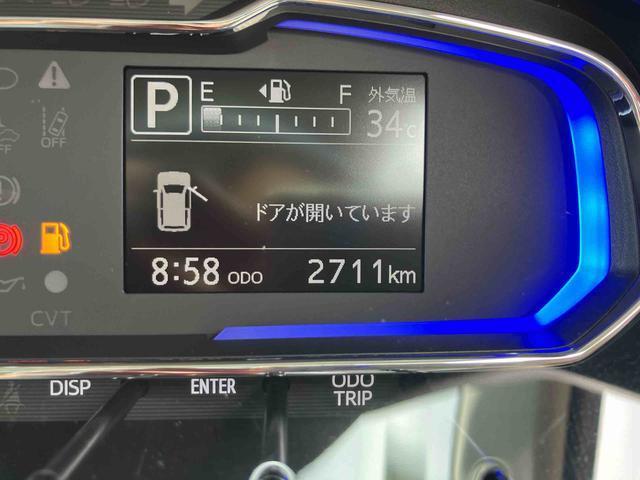 E F 外気温
P 34℃
OFF OFF
ドアが開いています
8:58 ODO 2711km
CVT
DISP ENTER ODO
TRIP